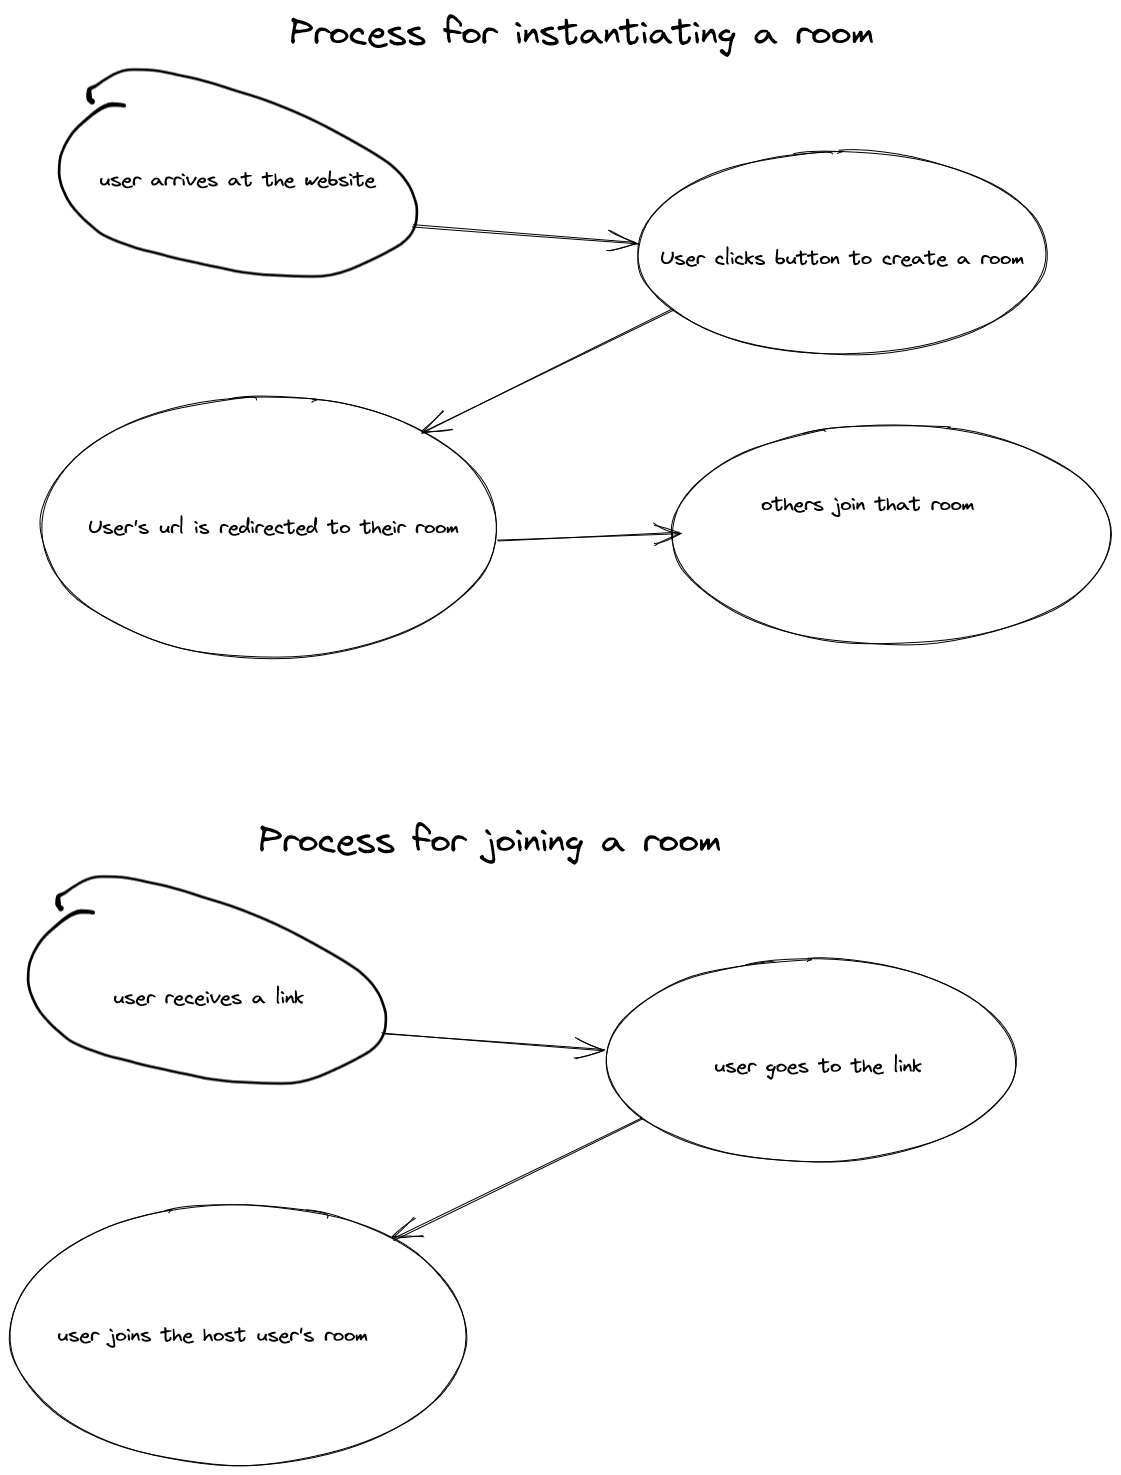 Process for instantiating a room
user arrives at the website
User clicks button to create a room
User's url is redirected to their room
others join that room
Process for joining a room
user receives a link
user goes to the link
user joins the host user's room